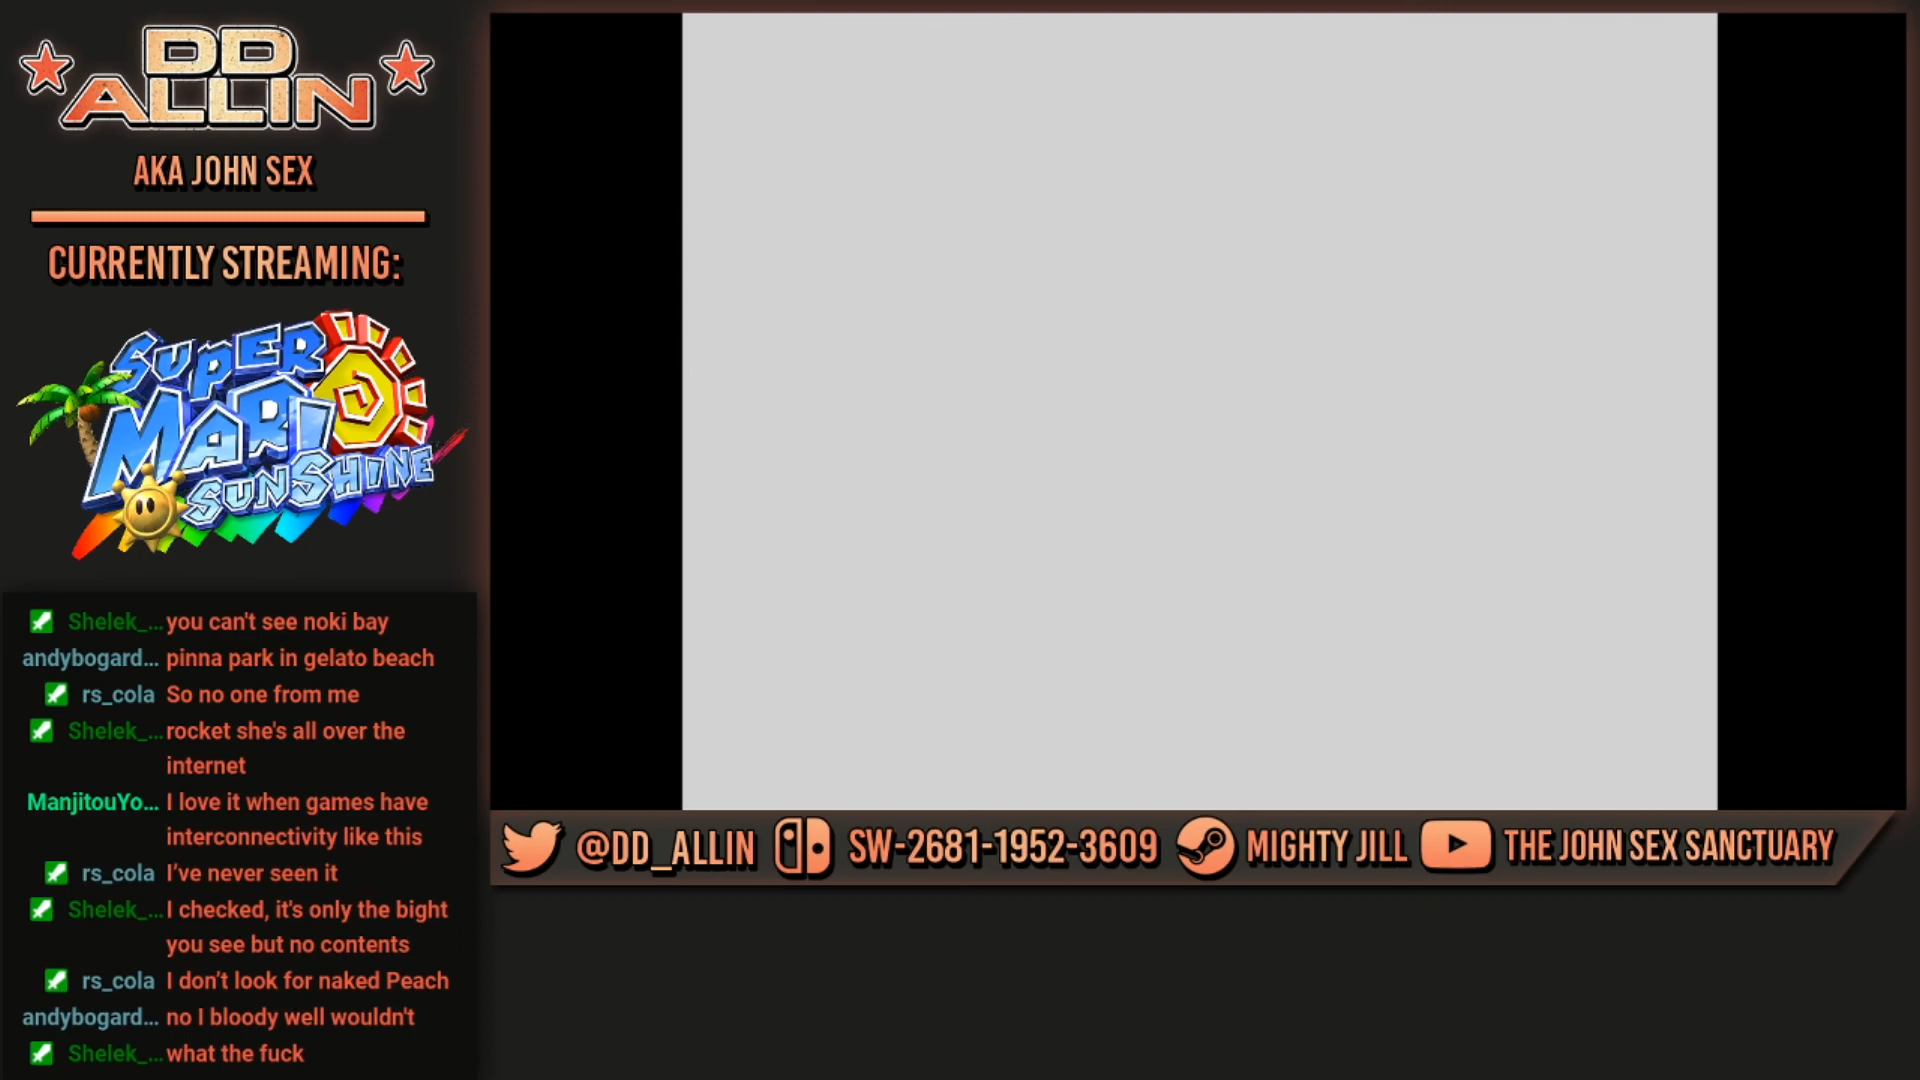 DD
ALLIN
AKA JOHN SEX
CURRENTLY STREAMING:
SUPER
MARIO
SUNSHINE
Shelek_... you can't see noki bay
andybogard... pinna park in gelato beach
rs_cola So no one from me
Shelek_... rocket she's all over the
internet
ManjitouYo... I love it when games have
interconnectivity like this
rs_cola I've never seen it
Shelek_... I checked, it's only the bight
you see but no contents
rs_cola I don't look for naked Peach
andybogard... no I bloody well wouldn't
Shelek_... what the fuck
@DD_ALLIN SW-2681-1952-3609 MIGHTY JILL THE JOHN SEX SANCTUARY